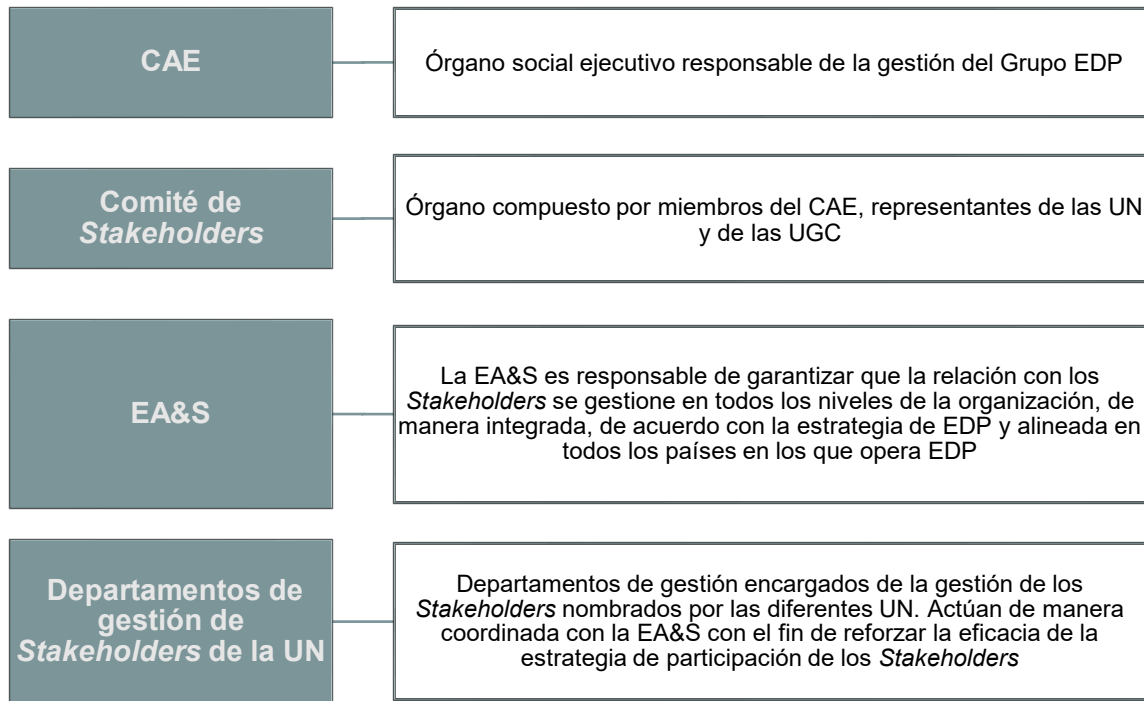 CAE
Órgano social ejecutivo responsable de la gestión del Grupo EDP
Comité de
Stakeholders
Órgano compuesto por miembros del CAE, representantes de las UN
y de las UGC
EA&S
La EA&S es responsable de garantizar que la relación con los
Stakeholders se gestione en todos los niveles de la organización, de
manera integrada, de acuerdo con la estrategia de EDP y alineada en
todos los países en los que opera EDP
Departamentos de
gestión de
Stakeholders de la UN
Departamentos de gestión encargados de la gestión de los
Stakeholders nombrados por las diferentes UN. Actúan de manera
coordinada con la EA&S con el fin de reforzar la eficacia de la
estrategia de participación de los Stakeholders